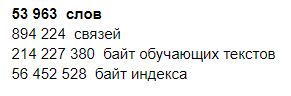 53 963 слов
894 224 связей
214 227 380 байт обучающих текстов
56 452 528 байт индекса